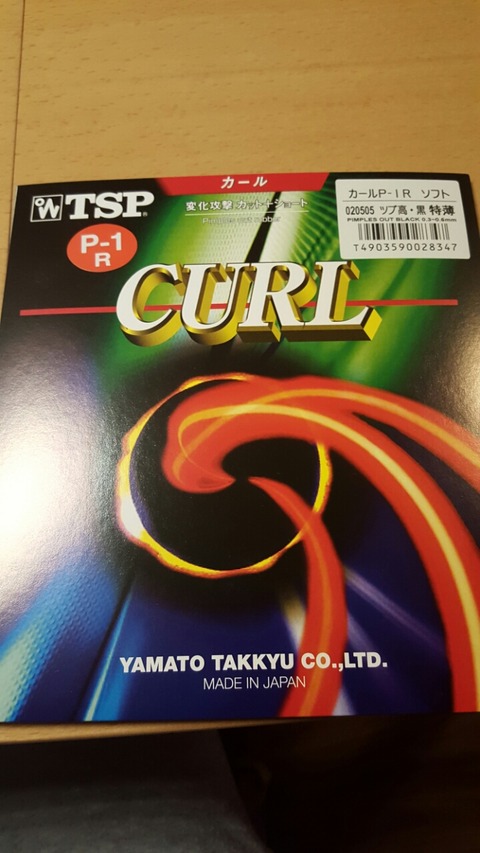 カール
TSP
変化攻撃カット+ショート
P-1
R
カールP-1R ソフト
020505 ツブ高・黒 特薄
PIMPLES OUT BLACK 0.3~0.6mm
T4903590028347
CURL
YAMATO TAKKYU CO.,LTD.
MADE IN JAPAN